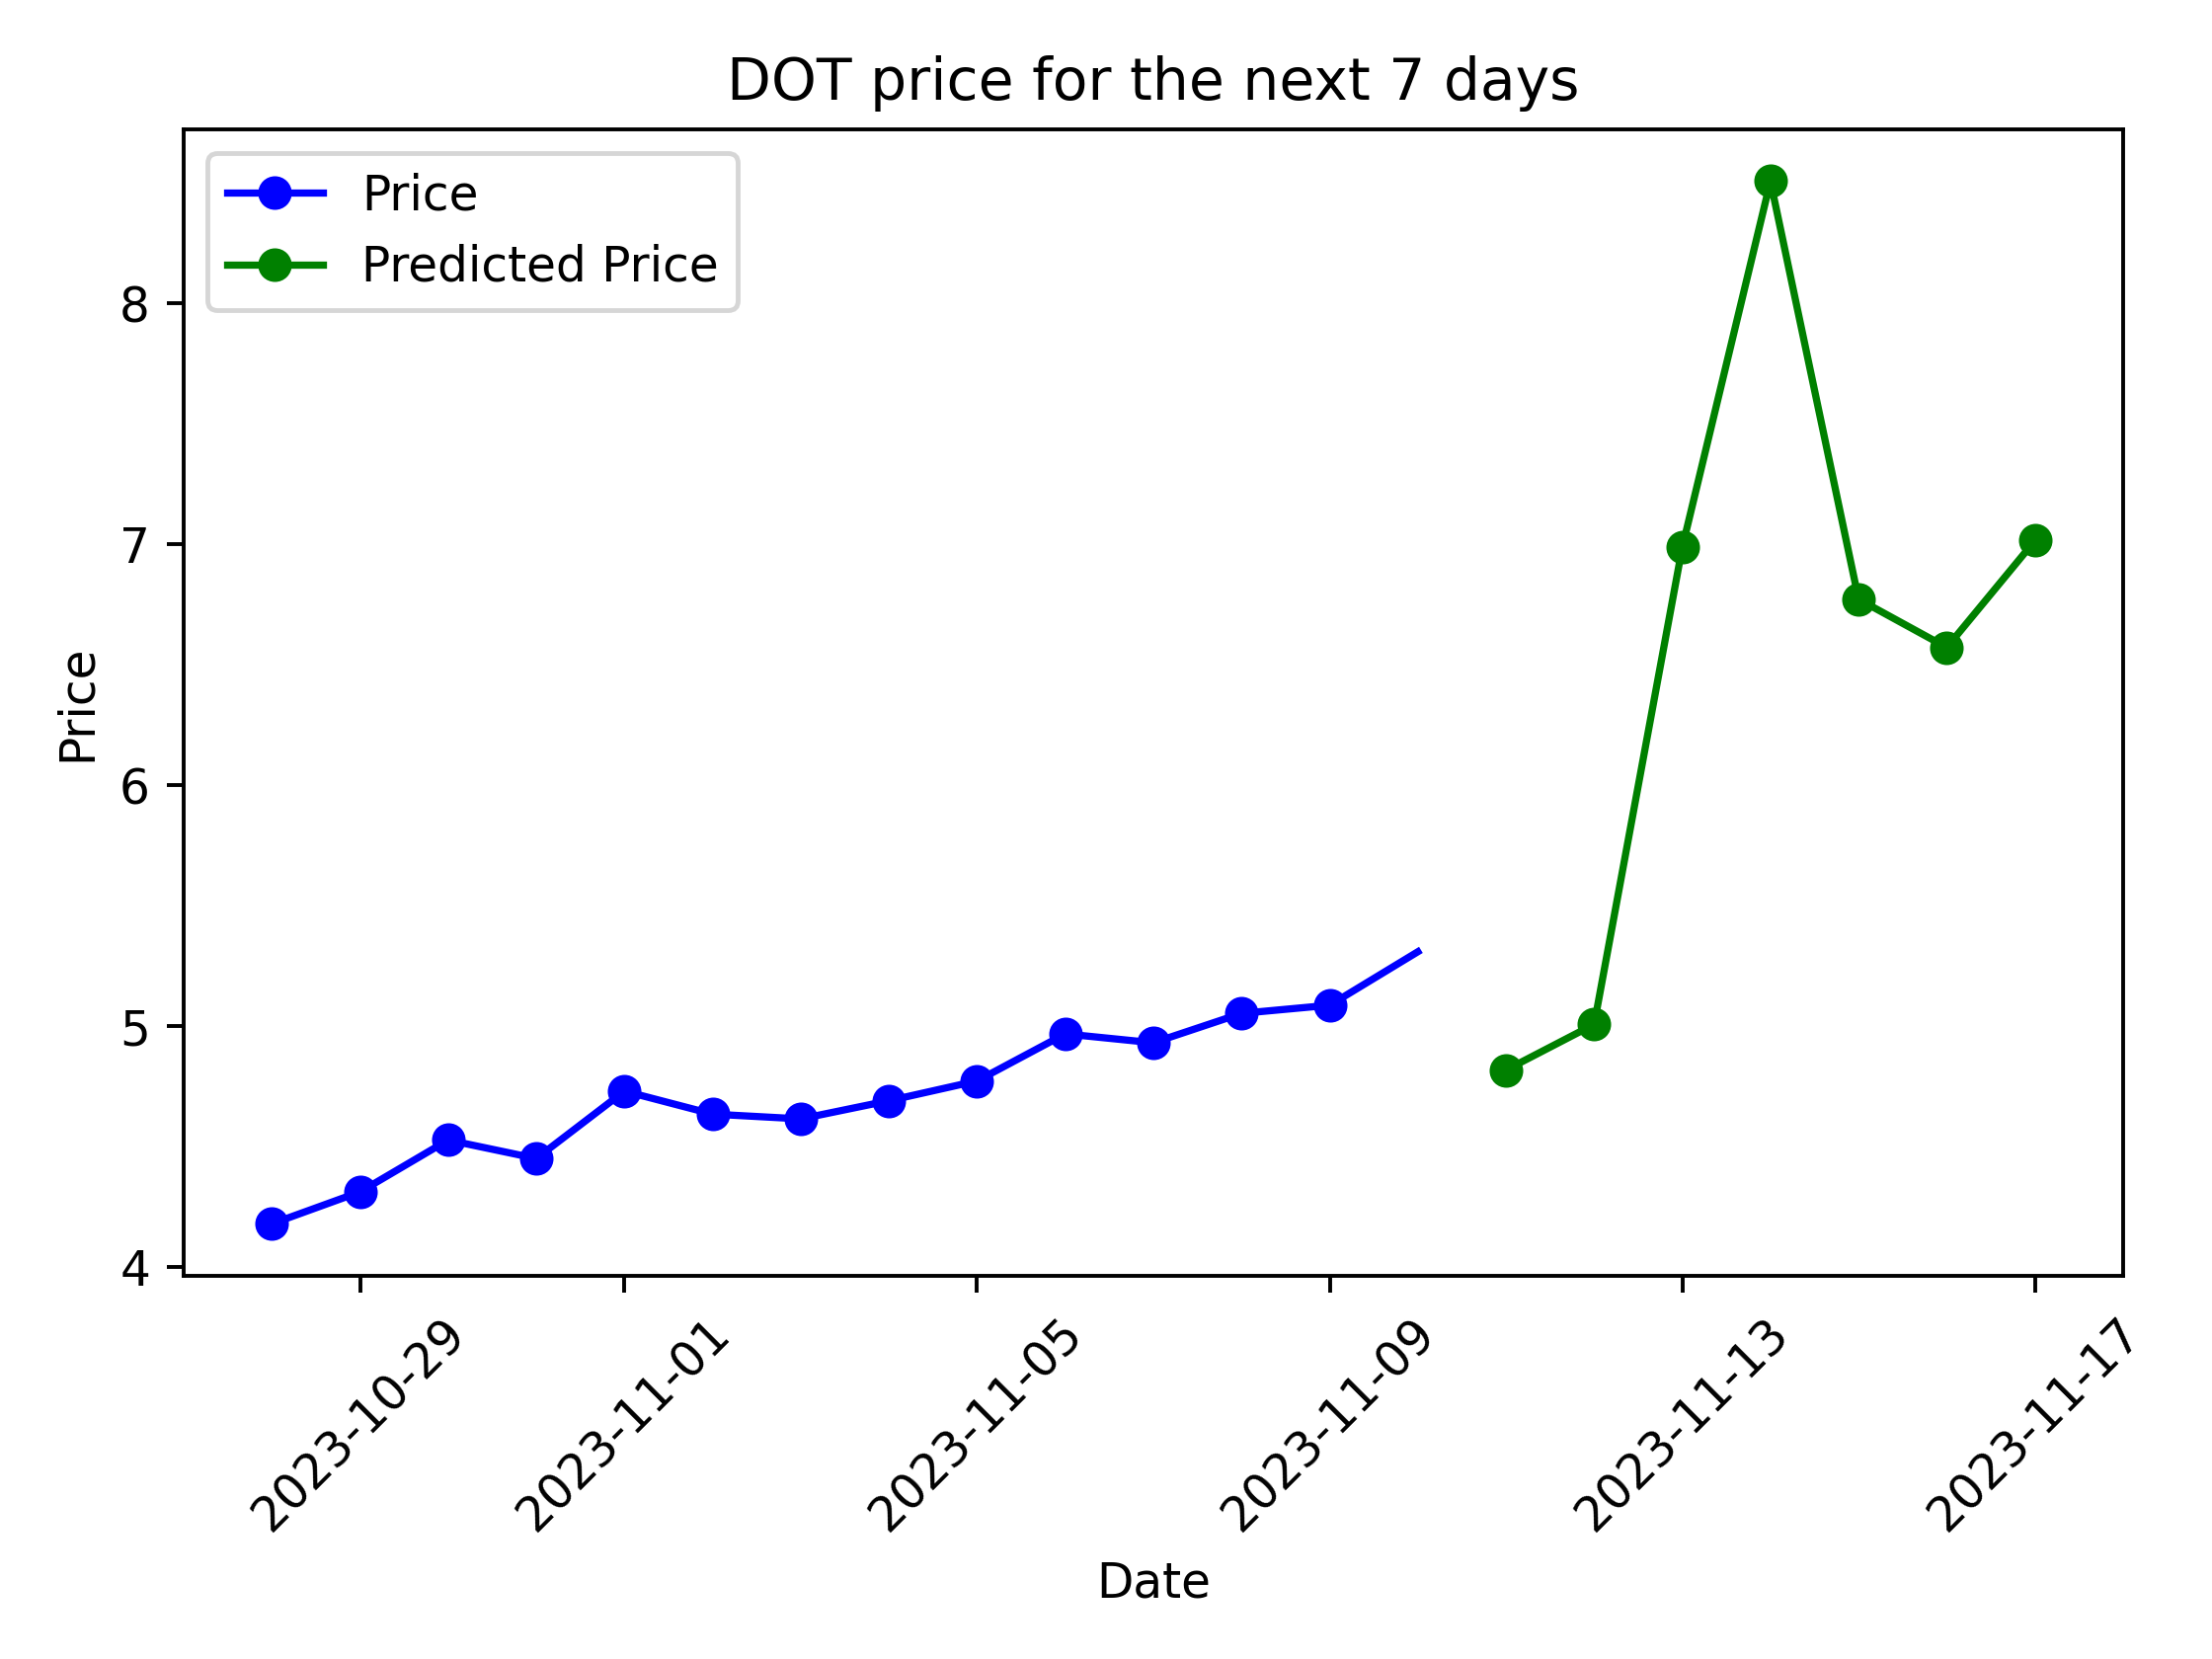 DOT price for the next 7 days
Price
Predicted Price
8
7
6
5
4
Price
2023-10-29
2023-11-01
2023-11-05
2023-11-09
2023-11-13
2023-11-17
Date